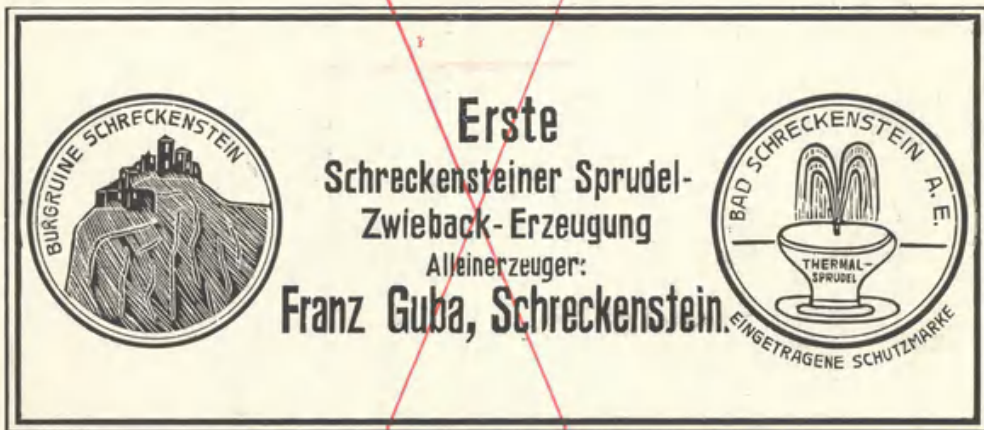 BURGRUINE SCHRECKENSTEIN
Erste
Schreckensteiner Sprudel-
Zwieback-Erzeugung
Alleinerzeuger:
Franz Guba, Schreckenstein.
BAD SCHRECKENSTEIN A. E.
THERMAL-
SPRUDEL
EINGETRAGENE SCHUTZMARKE